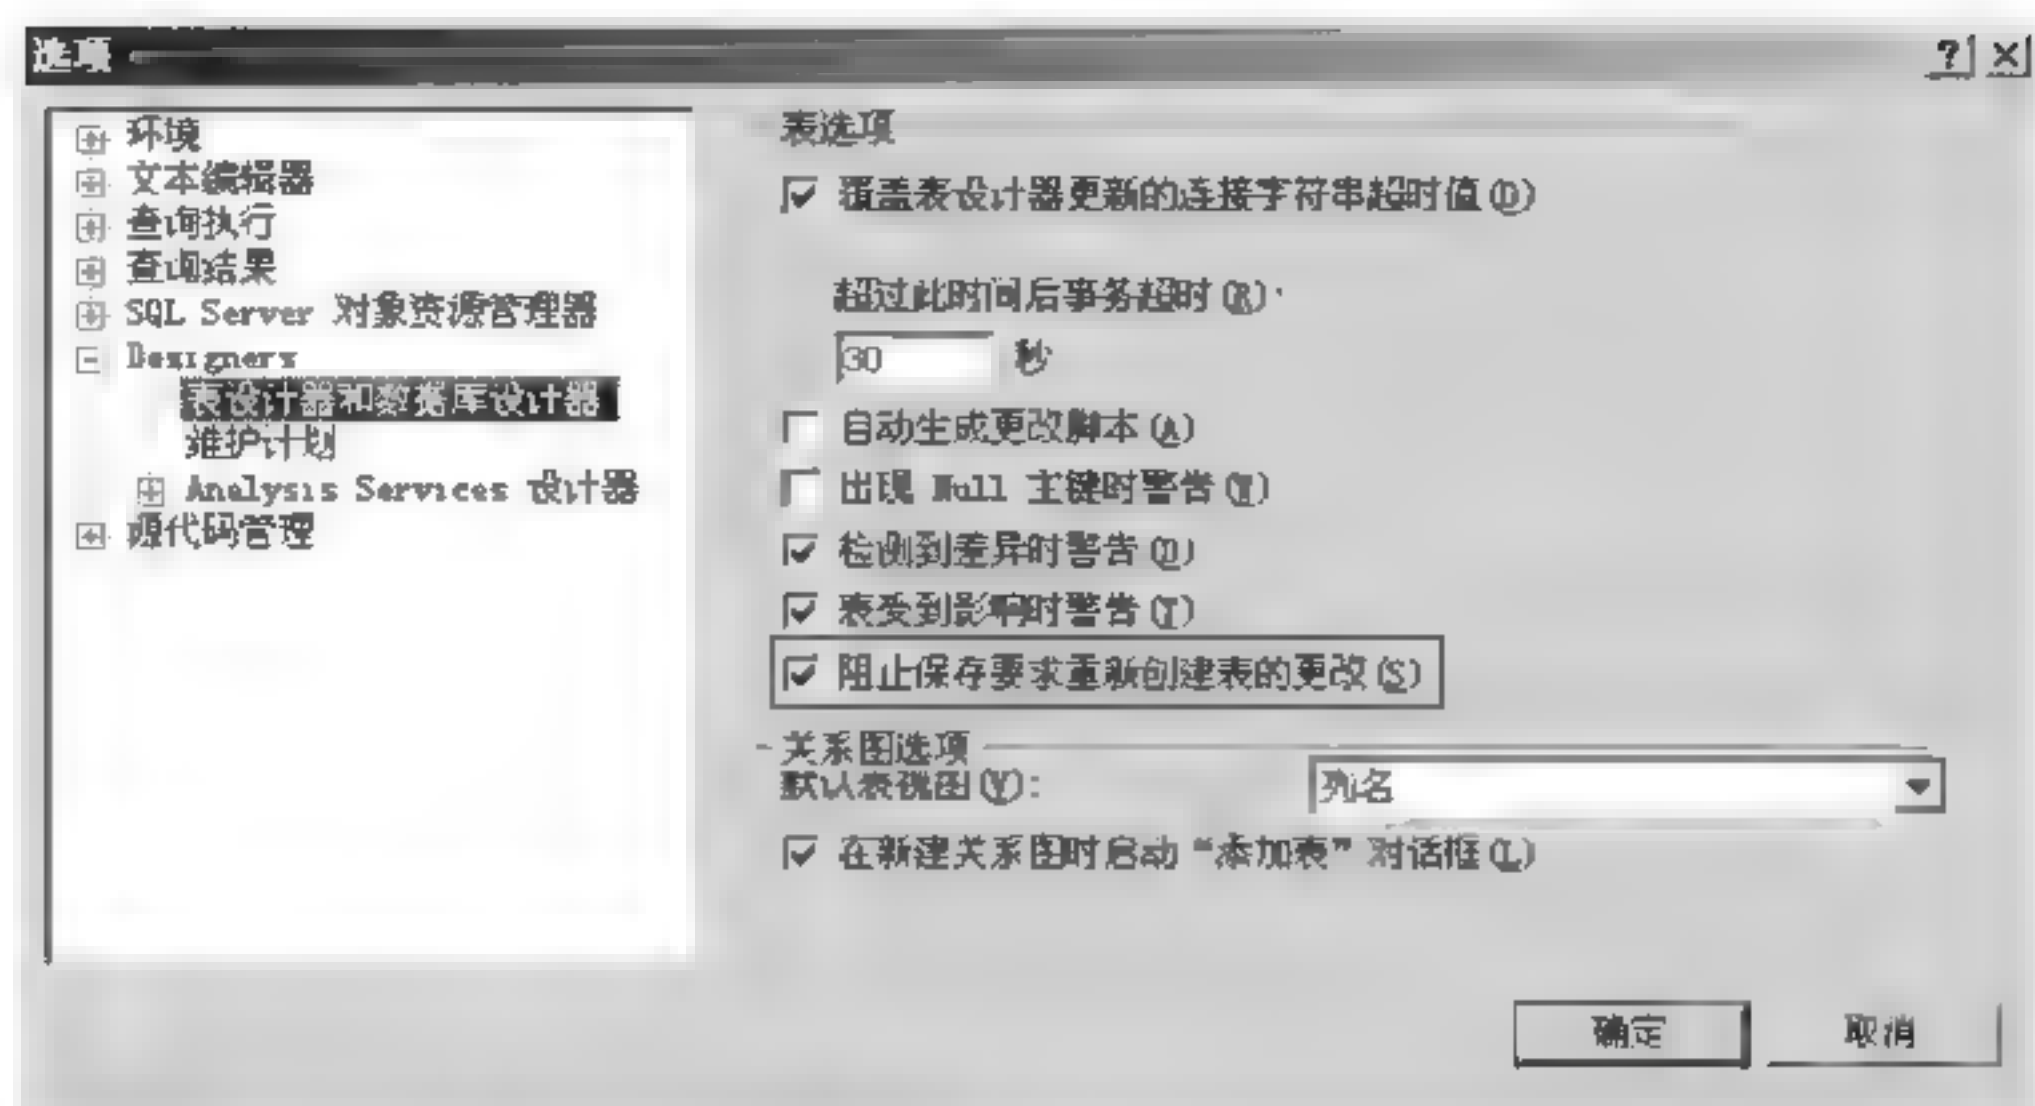 选项
环境
文本编辑器
查询执行
查询结果
SQL Server 对象资源管理器
Designers
表设计器和数据库设计器
维护计划
Analysis Services 设计器
源代码管理
表选项
覆盖表设计器更新的连接字符串超时值(O)
超过此时间后事务超时(R):
30 秒
自动生成更改脚本(A)
出现 Null 主键时警告(Y)
检测到差异时警告(D)
表受到影响时警告(T)
阻止保存要求重新创建表的更改(S)
关系图选项
默认表视图(V):
列名
在新建关系图时启动“添加表”对话框(L)
确定
取消